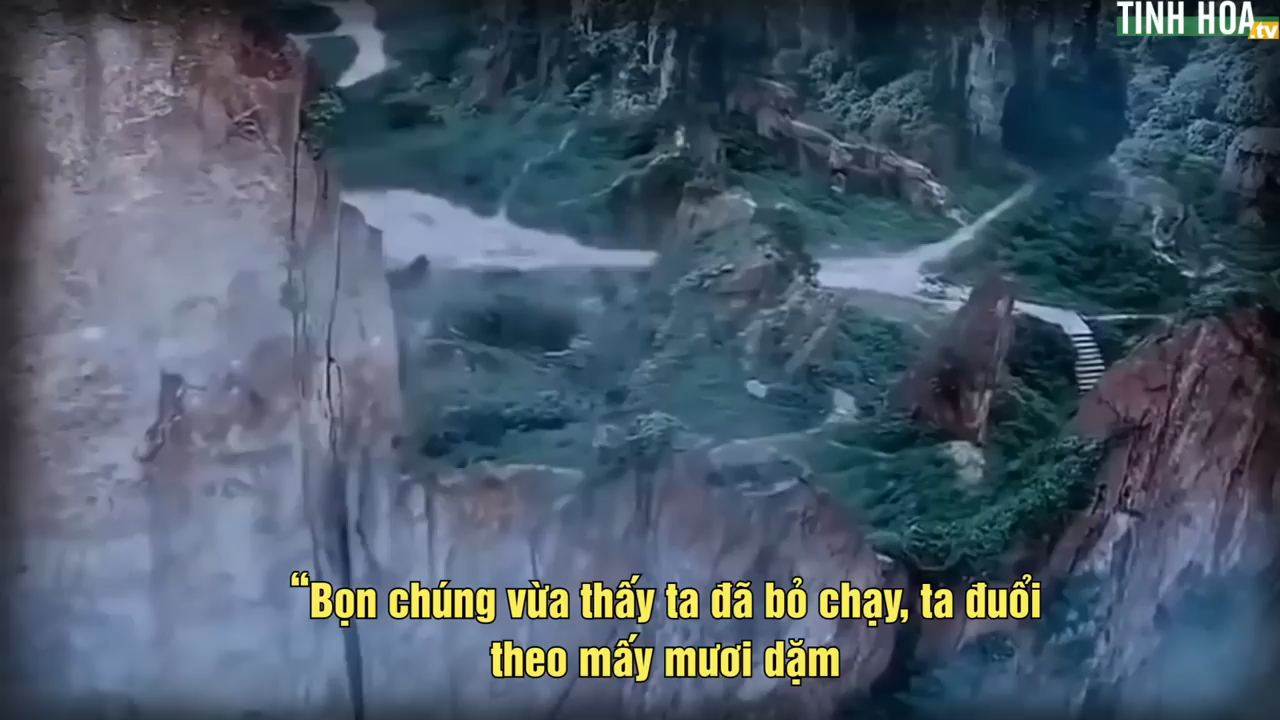 TINH HOA
.tv
“Bọn chúng vừa thấy ta đã bỏ chạy, ta đuổi
theo mấy mươi dặm